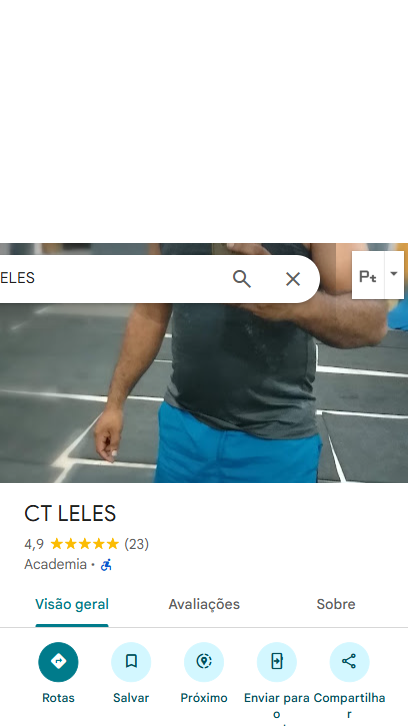 ELES
Pt
CT LELES
4,9 (23)
Academia ·
Visão geral Avaliações Sobre
Rotas Salvar Próximo Enviar para o Compartilhar